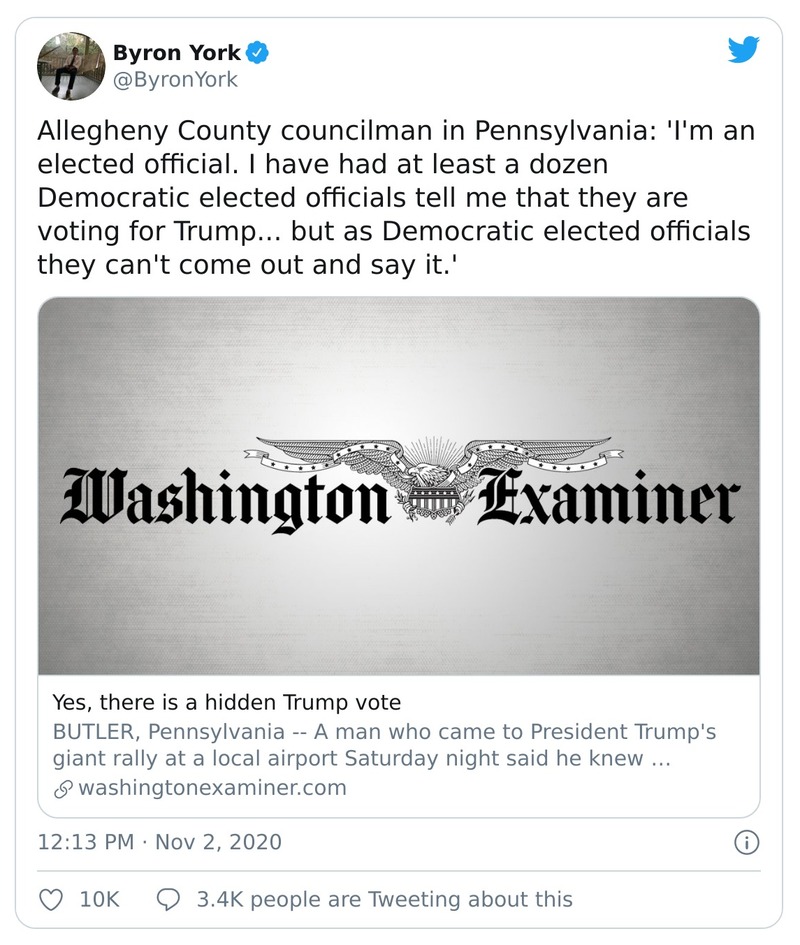 Byron York
@ByronYork
Allegheny County councilman in Pennsylvania: 'I'm an
elected official. I have had at least a dozen
Democratic elected officials tell me that they are
voting for Trump... but as Democratic elected officials
they can't come out and say it.'
Washington Examiner
Yes, there is a hidden Trump vote
BUTLER, Pennsylvania -- A man who came to President Trump's
giant rally at a local airport Saturday night said he knew ...
washingtonexaminer.com
12:13 PM · Nov 2, 2020
10K 3.4K people are Tweeting about this